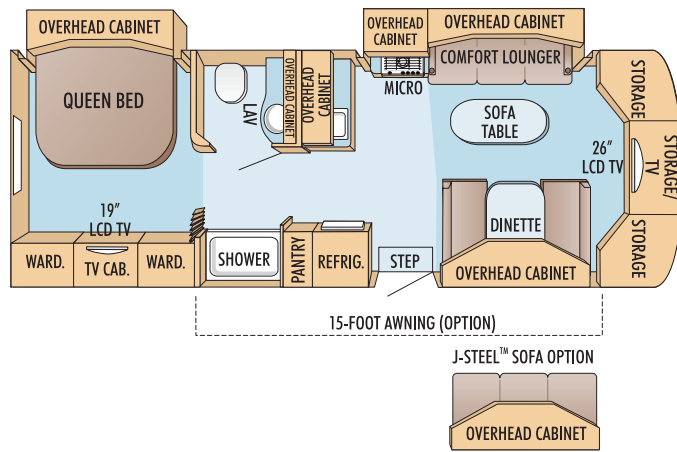 OVERHEAD CABINET
OVERHEAD
CABINET
OVERHEAD CABINET
COMFORT LOUNGER
QUEEN BED
LAV
OVERHEAD CABINET
OVERHEAD
CABINET
MICRO
SOFA
TABLE
STORAGE
26”
LCD TV
STORAGE/
TV
STORAGE
19”
LCD TV
DINETTE
WARD.
TV CAB.
WARD.
SHOWER
PANTRY
REFRIG.
STEP
OVERHEAD CABINET
15-FOOT AWNING (OPTION)
J-STEEL™ SOFA OPTION
OVERHEAD CABINET